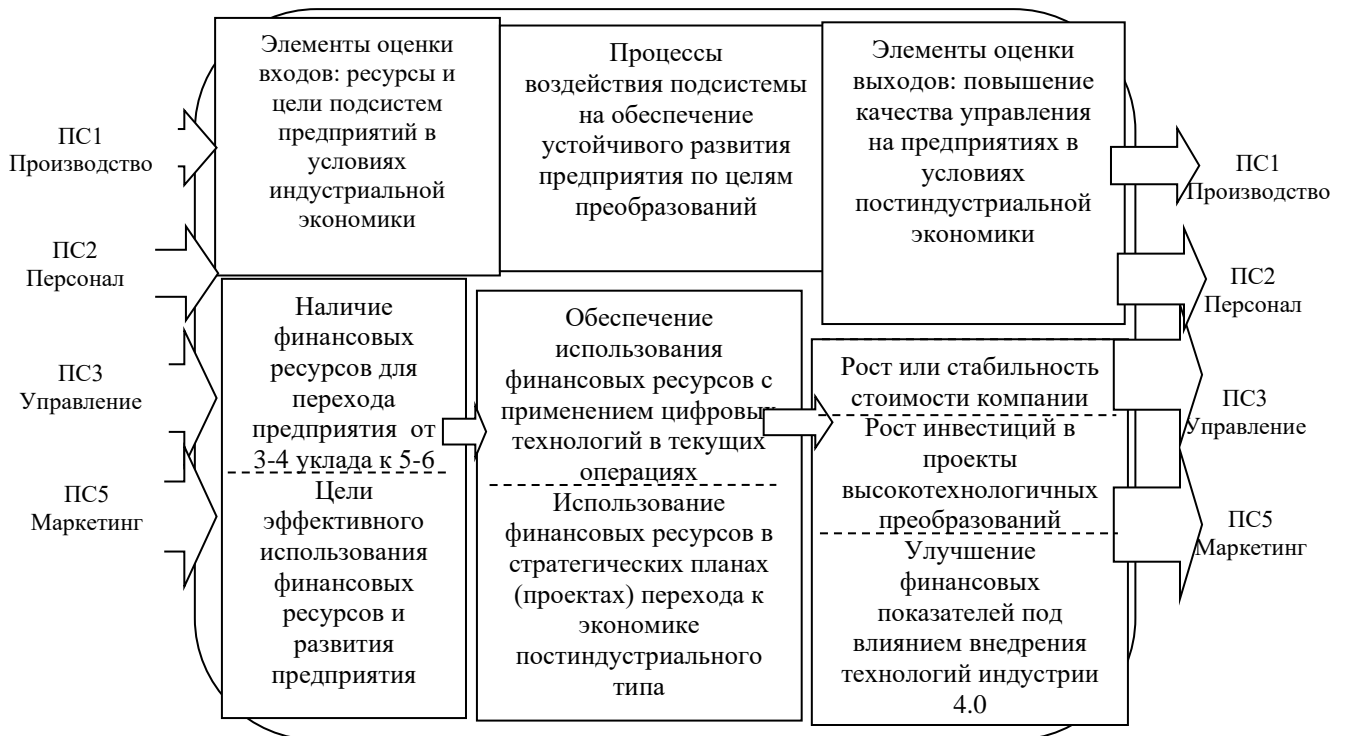 ПС1
Производство
ПС2
Персонал
ПС3
Управление
ПС5
Маркетинг
Элементы оценки
входов: ресурсы и
цели подсистем
предприятий в
условиях
индустриальной
экономики
Процессы
воздействия подсистемы
на обеспечение
устойчивого развития
предприятия по целям
преобразований
Элементы оценки
выходов: повышение
качества управления
на предприятиях в
условиях
постиндустриальной
экономики
Наличие
финансовых
ресурсов для
перехода
предприятия от
3-4 уклада к 5-6
Цели
эффективного
использования
финансовых
ресурсов и
развития
предприятия
Обеспечение
использования
финансовых ресурсов с
применением цифровых
технологий в текущих
операциях
Использование
финансовых ресурсов в
стратегических планах
(проектах) перехода к
экономике
постиндустриального
типа
Рост или стабильность
стоимости компании
Рост инвестиций в
проекты
высокотехнологичных
преобразований
Улучшение
финансовых
показателей под
влиянием внедрения
технологий индустрии
4.0
ПС1
Производство
ПС2
Персонал
ПС3
Управление
ПС5
Маркетинг